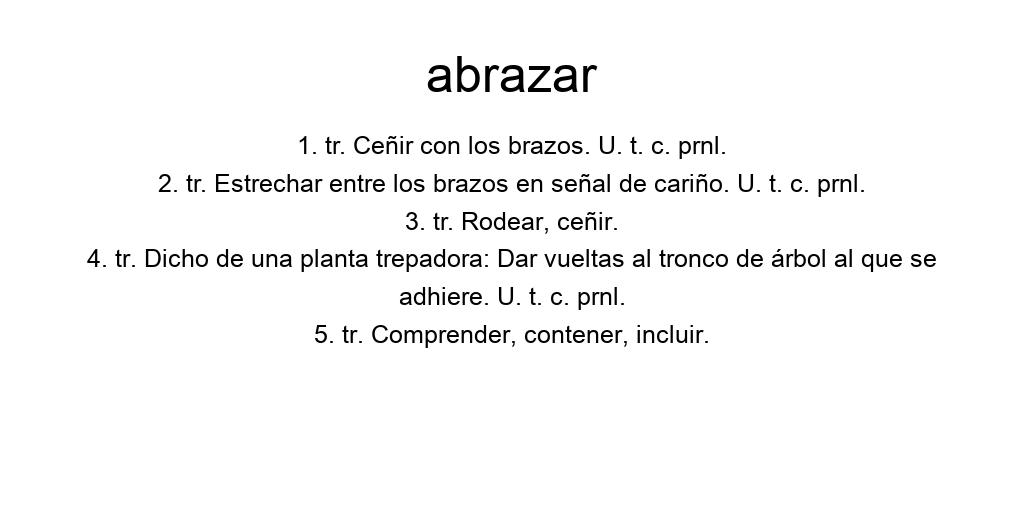 abrazar
1. tr. Ceñir con los brazos. U. t. c. prnl.
2. tr. Estrechar entre los brazos en señal de cariño. U. t. c. prnl.
3. tr. Rodear, ceñir.
4. tr. Dicho de una planta trepadora: Dar vueltas al tronco de árbol al que se
adhiere. U. t. c. prnl.
5. tr. Comprender, contener, incluir.